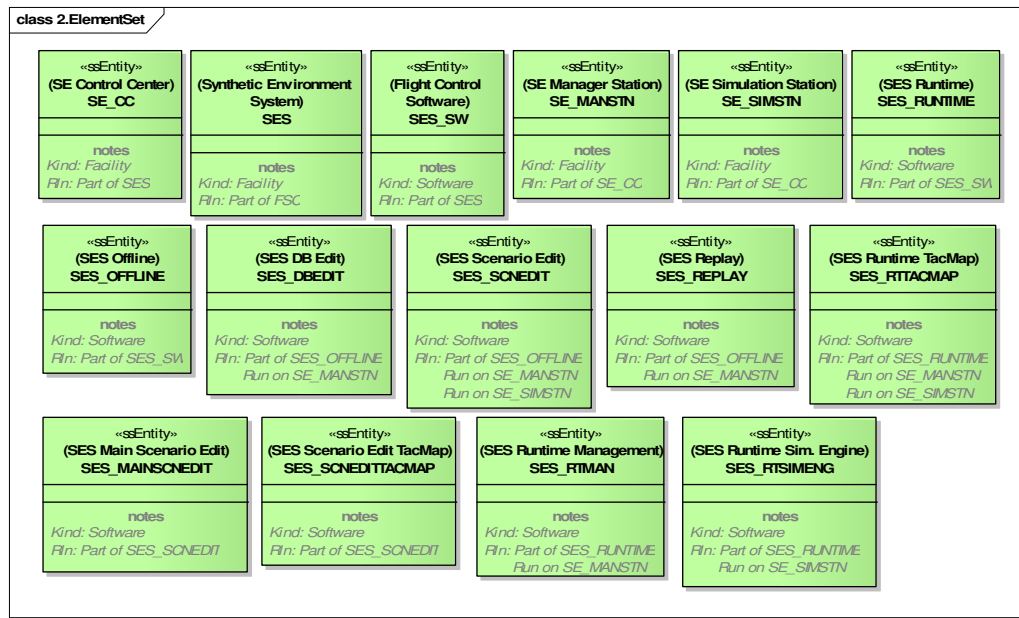 class 2.ElementSet
«ssEntity»
(SE Control Center)
SE_CC
notes
Kind: Facility
Rln: Part of SES
«ssEntity»
(Synthetic Environment
System)
SES
notes
Kind: Facility
Rln: Part of FSC
«ssEntity»
(Flight Control
Software)
SES_SW
notes
Kind: Software
Rln: Part of SES
«ssEntity»
(SE Manager Station)
SE_MANSTN
notes
Kind: Facility
Rln: Part of SE_CC
«ssEntity»
(SE Simulation Station)
SE_SIMSTN
notes
Kind: Facility
Rln: Part of SE_CC
«ssEntity»
(SES Runtime)
SES_RUNTIME
notes
Kind: Software
Rln: Part of SES_SW
«ssEntity»
(SES Offline)
SES_OFFLINE
notes
Kind: Software
Rln: Part of SES_SW
«ssEntity»
(SES DB Edit)
SES_DBEDIT
notes
Kind: Software
Rln: Part of SES_OFFLINE
Run on SE_MANSTN
«ssEntity»
(SES Scenario Edit)
SES_SCNEDIT
notes
Kind: Software
Rln: Part of SES_OFFLINE
Run on SE_MANSTN
Run on SE_SIMSTN
«ssEntity»
(SES Replay)
SES_REPLAY
notes
Kind: Software
Rln: Part of SES_OFFLINE
Run on SE_MANSTN
«ssEntity»
(SES Runtime TacMap)
SES_RTTACMAP
notes
Kind: Software
Rln: Part of SES_RUNTIME
Run on SE_MANSTN
Run on SE_SIMSTN
«ssEntity»
(SES Main Scenario Edit)
SES_MAINSCNEDIT
notes
Kind: Software
Rln: Part of SES_SCNEDIT
«ssEntity»
(SES Scenario Edit TacMap)
SES_SCNEDITTACMAP
notes
Kind: Software
Rln: Part of SES_SCNEDIT
«ssEntity»
(SES Runtime Management)
SES_RTMAN
notes
Kind: Software
Rln: Part of SES_RUNTIME
Run on SE_MANSTN
«ssEntity»
(SES Runtime Sim. Engine)
SES_RTSIMENG
notes
Kind: Software
Rln: Part of SES_RUNTIME
Run on SE_SIMSTN